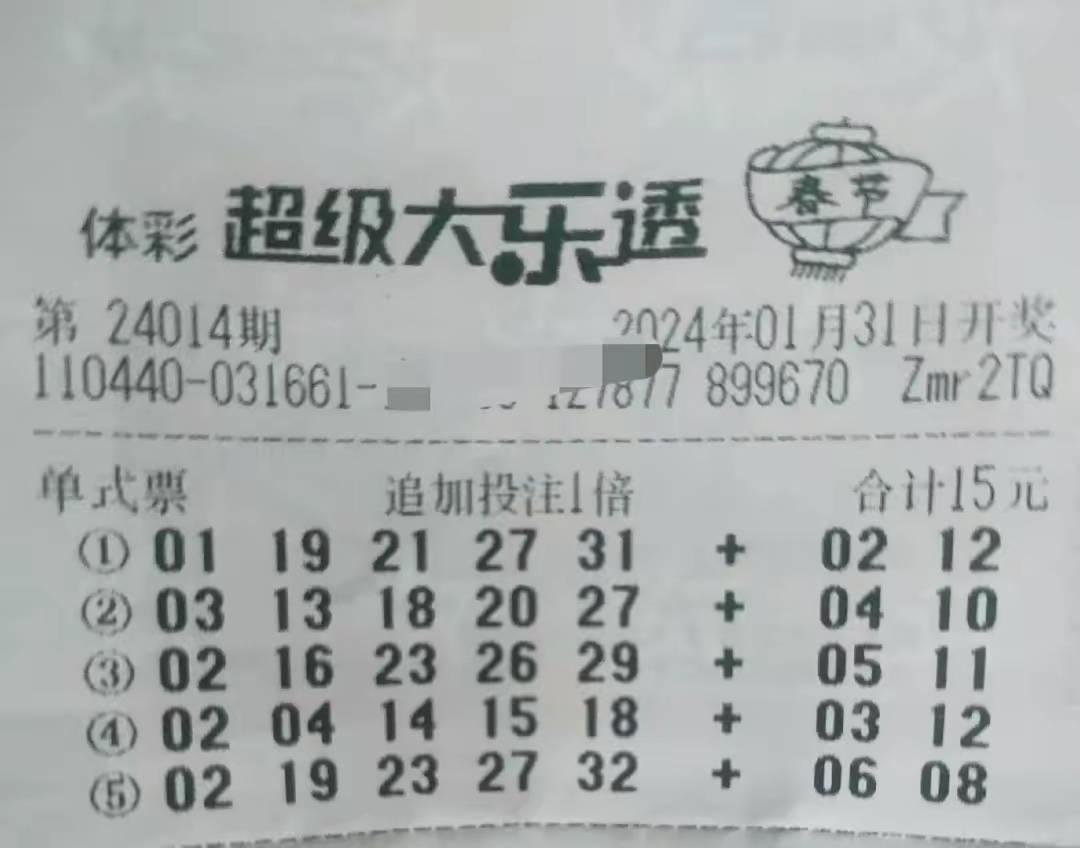 体彩 超级大乐透 春节
第 24014期 2024年01月31日开奖
110440-031661- 899670 Zmr2TQ
单式票 追加投注1倍 合计15元
① 01 19 21 27 31 + 02 12
② 03 13 18 20 27 + 04 10
③ 02 16 23 26 29 + 05 11
④ 02 04 14 15 18 + 03 12
⑤ 02 19 23 27 32 + 06 08